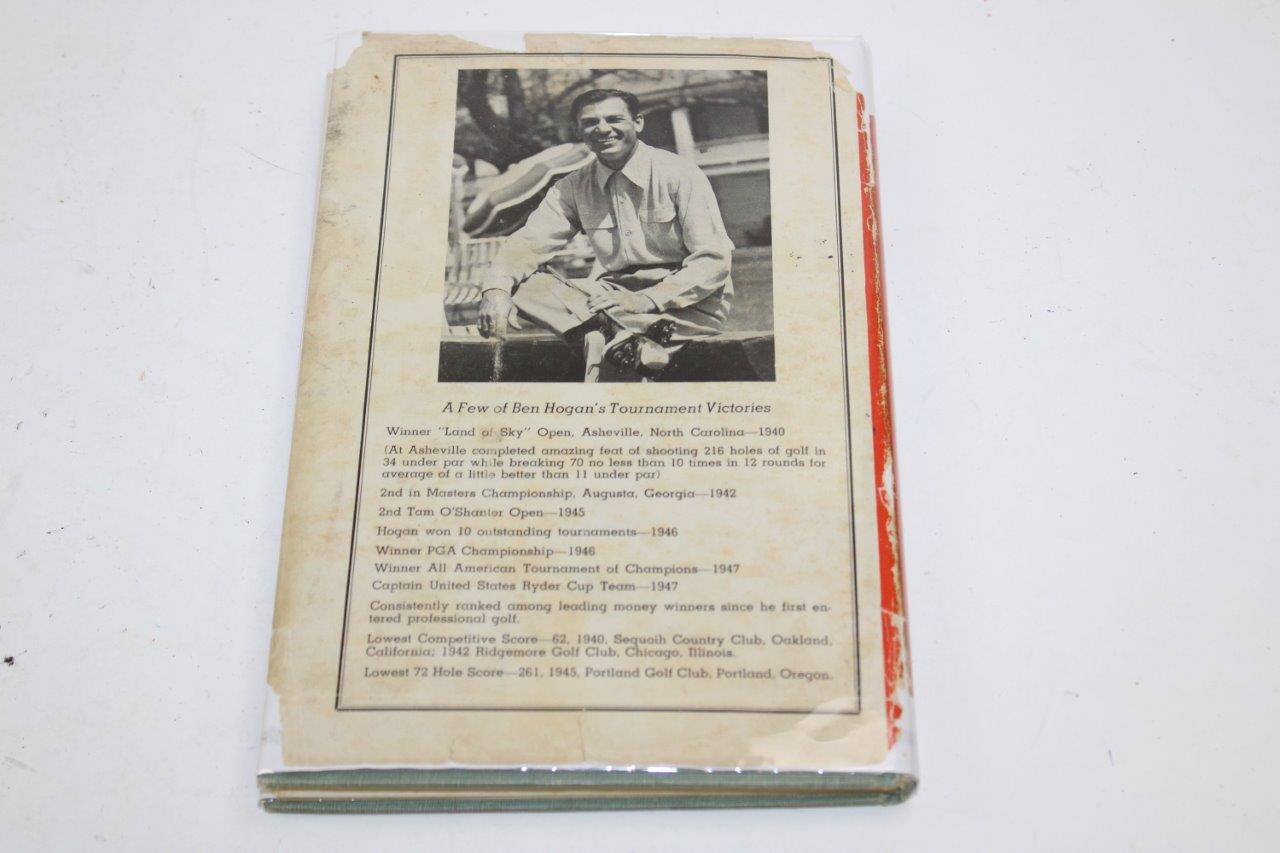 A Few of Ben Hogan's Tournament Victories
Winner "Land of Sky" Open, Asheville, North Carolina—1940
(At Asheville completed amazing feat of shooting 216 holes of golf in
34 under par while breaking 70 no less than 10 times in 12 rounds for
average of a little better than 11 under par)
2nd in Masters Championship, Augusta, Georgia—1942
2nd Tam O'Shanter Open—1945
Hogan won 10 outstanding tournaments—1946
Winner PGA Championship—1946
Winner All American Tournament of Champions—1947
Captain United States Ryder Cup Team—1947
Consistently ranked among leading money winners since he first en-
tered professional golf.
Lowest Competitive Score—62, 1940, Sequoih Country Club, Oakland,
California; 1942 Ridgemore Golf Club, Chicago, Illinois.
Lowest 72 Hole Score—261, 1945, Portland Golf Club, Portland, Oregon.